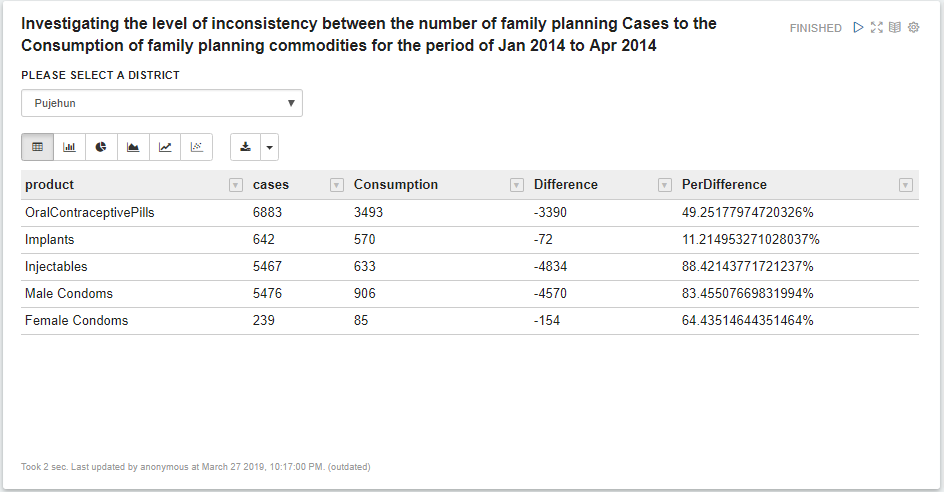 Investigating the level of inconsistency between the number of family planning Cases to the
Consumption of family planning commodities for the period of Jan 2014 to Apr 2014
FINISHED
PLEASE SELECT A DISTRICT
Pujehun
product cases Consumption Difference PerDifference
OralContraceptivePills 6883 3493 -3390 49.25177974720326%
Implants 642 570 -72 11.214953271028037%
Injectables 5467 633 -4834 88.42143771721237%
Male Condoms 5476 906 -4570 83.45507669831994%
Female Condoms 239 85 -154 64.43514644351464%
Took 2 sec. Last updated by anonymous at March 27 2019, 10:17:00 PM. (outdated)